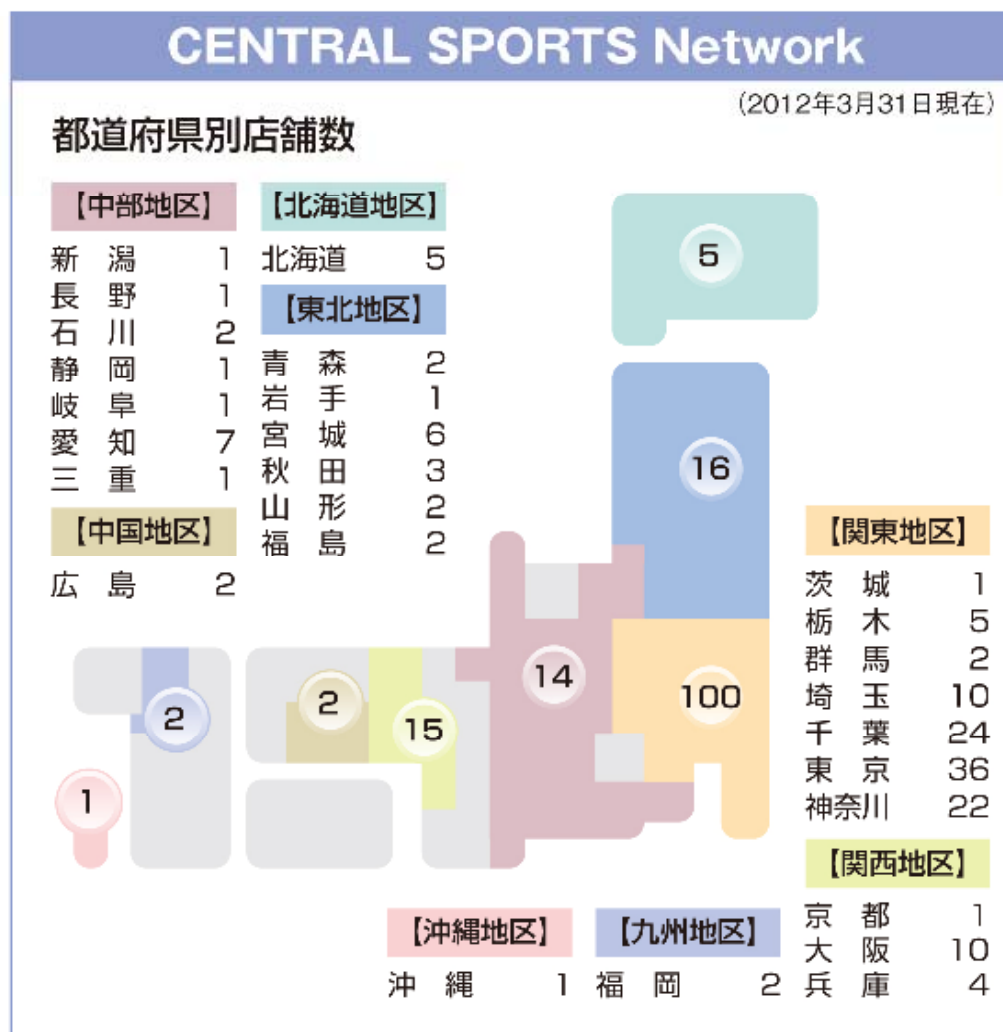 CENTRAL SPORTS Network
(2012年3月31日現在)
都道府県別店舗数
【中部地区】
新潟 1
長野 1
石川 2
静岡 1
岐阜 1
愛知 7
三重 1
【中国地区】
広島 2
【北海道地区】
北海道 5
【東北地区】
青森 2
岩手 1
宮城 6
秋田 3
山形 2
福島 2
5
16
14
100
2
15
2
1
【関東地区】
茨城 1
栃木 5
群馬 2
埼玉 10
千葉 24
東京 36
神奈川 22
【関西地区】
京都 1
大阪 10
兵庫 4
【沖縄地区】
沖縄 1
【九州地区】
福岡 2